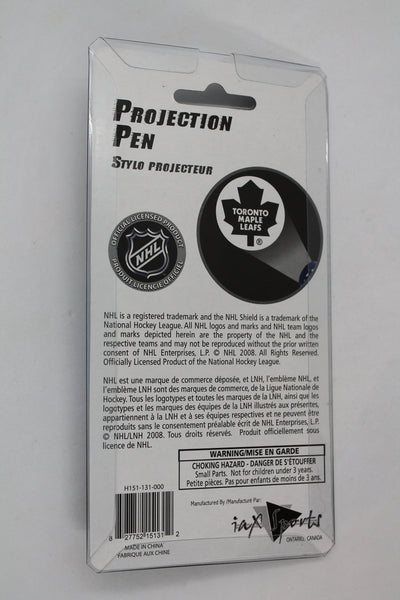 PROJECTION
PEN
STYLO PROJECTEUR
OFFICIAL LICENSED PRODUCT
NHL
PRODUIT LICENCIÉ OFFICIEL
TORONTO
MAPLE
LEAFS
®
NHL is a registered trademark and the NHL Shield is a trademark of the
National Hockey League. All NHL logos and marks and NHL team logos
and marks depicted herein are the property of the NHL and the
respective teams and may not be reproduced without the prior written
consent of NHL Enterprises, L.P. © NHL 2008. All Rights Reserved.
Officially Licensed Product of the National Hockey League.
NHL est une marque de commerce déposée, et LNH, l'emblème NHL, et
l'emblème LNH sont des marques de commerce, de la Ligue Nationale de
Hockey. Tous les logotypes et toutes les marques de la LNH, ainsi que les
logotypes et les marques des équipes de la LNH illustrés aux présentes,
appartiennent à la LNH et à ses équipes respectives et ne peuvent être
reproduits sans le consentement préalable écrit de NHL Enterprises, L.P.
© NHL/LNH 2008. Tous droits réservés. Produit officiellement sous
licence de NHL.
WARNING/MISE EN GARDE
CHOKING HAZARD - DANGER DE S'ÉTOUFFER
Small Parts. Not for children under 3 years.
Petite pièces. Pas pour enfants de moins de 3 ans.
H151-131-000
8 27752 15131 2
MADE IN CHINA
FABRIQUE AUX CHINE
Manufactured By /Manufacturé Par:
iaX Sports
ONTARIO, CANADA